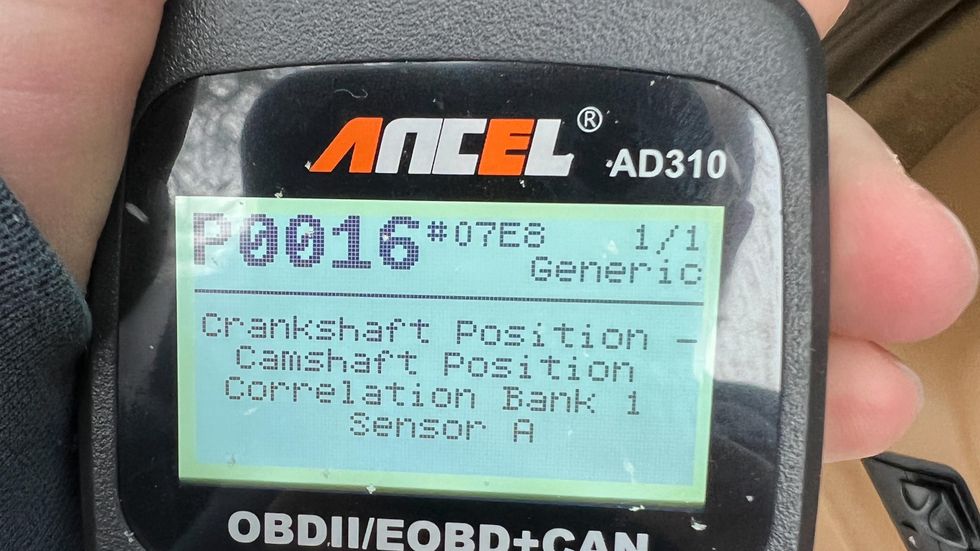 ANCEL®
AD310
P0016 #07E8 1/1
Generic
Crankshaft Position -
Camshaft Position
Correlation Bank 1
Sensor A
OBDII/EOBD+CAN